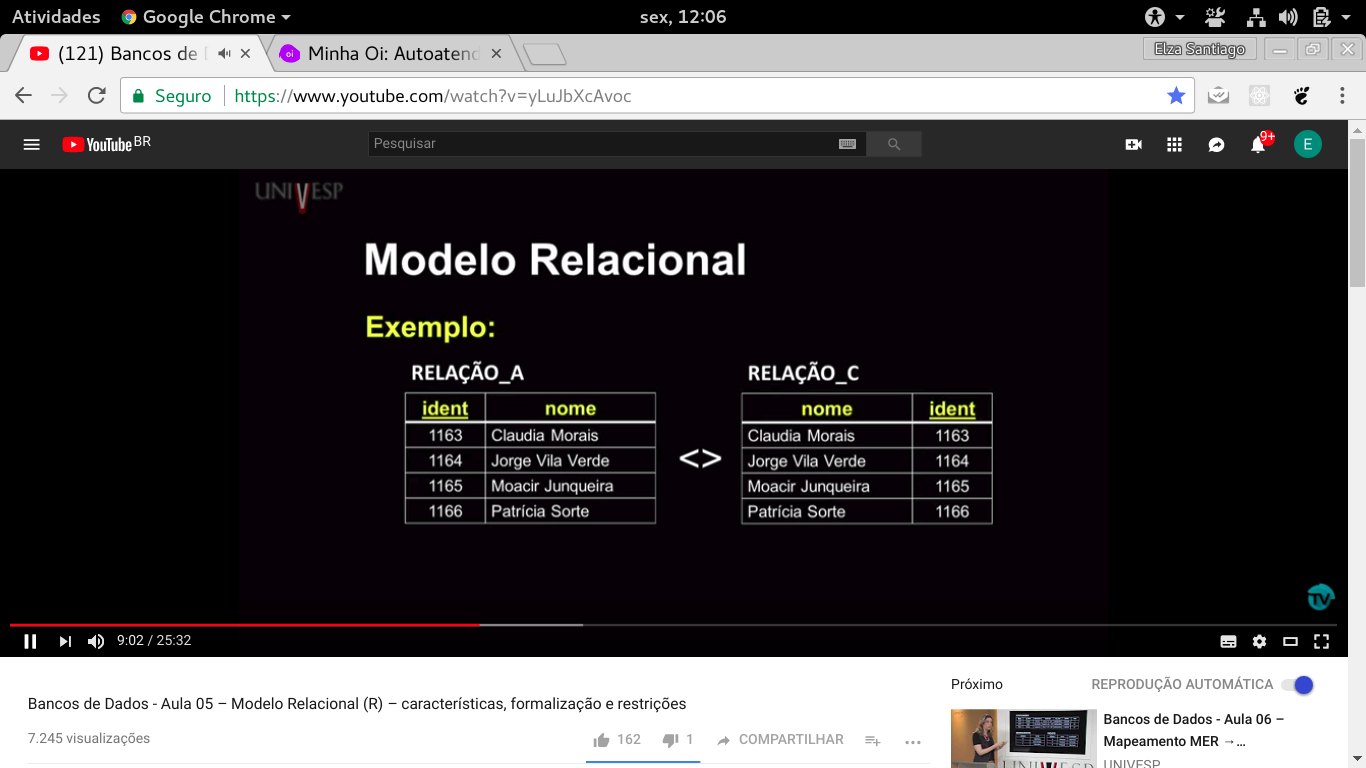 Atividades Google Chrome sex, 12:06
(121) Bancos de Minha Oi: Autoatend Elza Santiago
Seguro https://www.youtube.com/watch?v=yLuJbXcAvoc
YouTube BR Pesquisar 9+ E
UNIVESP
Modelo Relacional
Exemplo:
RELAÇÃO_A RELAÇÃO_C
ident nome nome ident
1163 Claudia Morais Claudia Morais 1163
1164 Jorge Vila Verde <> Jorge Vila Verde 1164
1165 Moacir Junqueira Moacir Junqueira 1165
1166 Patrícia Sorte Patrícia Sorte 1166
TV
9:02 / 25:32
Próximo REPRODUÇÃO AUTOMÁTICA
Bancos de Dados - Aula 05 – Modelo Relacional (R) – características, formalização e restrições
7.245 visualizações 162 1 COMPARTILHAR
Bancos de Dados - Aula 06 –
Mapeamento MER →...
UNIVESP